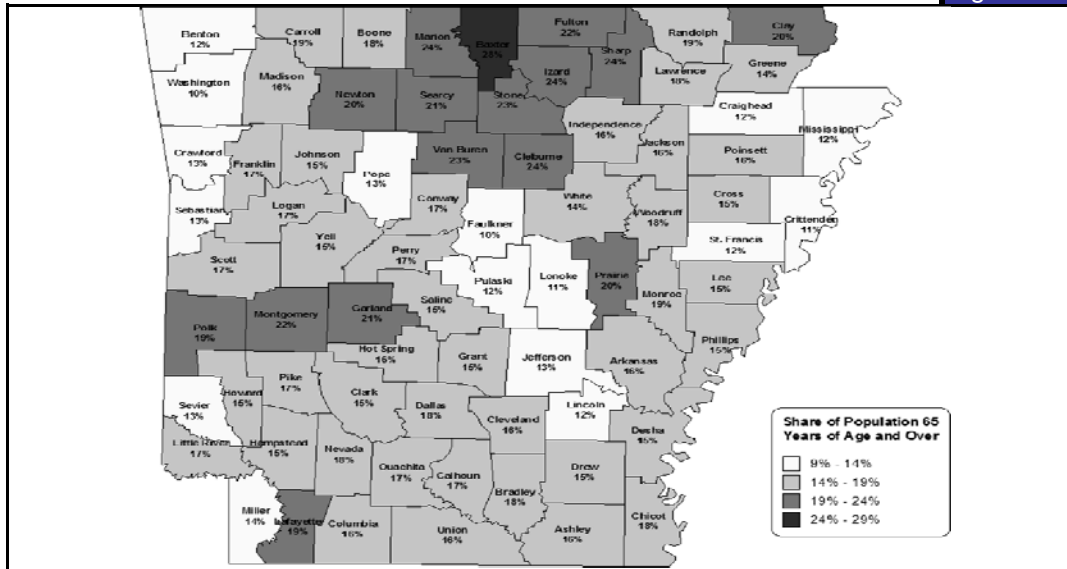 Benton
12%
Carroll
19%
Boone
18%
Marion
24%
Baxter
Fulton
22%
Randolph
19%
Clay
20%
Sharp
24%
Izard
24%
Greene
14%
Lawrence
18%
Washington
10%
Madison
16%
Newton
20%
Searcy
21%
Stone
23%
Craighead
12%
Mississippi
12%
Independence
16%
Jackson
16%
Poinsett
16%
Crawford
13%
Franklin
17%
Johnson
15%
Pope
13%
Van Buren
23%
Cleburne
24%
Sebastian
13%
Logan
17%
Conway
17%
White
14%
Woodruff
18%
Cross
15%
Crittenden
11%
Yell
15%
Faulkner
10%
St. Francis
12%
Scott
17%
Perry
17%
Pulaski
12%
Lonoke
11%
Prairie
20%
Monroe
19%
Lee
15%
Polk
19%
Montgomery
22%
Garland
21%
Saline
15%
Phillips
15%
Hot Spring
15%
Grant
15%
Jefferson
13%
Arkansas
16%
Sevier
13%
Howard
15%
Pike
17%
Clark
15%
Dallas
18%
Cleveland
16%
Lincoln
12%
Desha
15%
Little River
17%
Hempstead
15%
Nevada
18%
Ouachita
17%
Calhoun
17%
Bradley
18%
Drew
15%
Miller
14%
Lafayette
19%
Columbia
16%
Union
16%
Ashley
16%
Chicot
18%
Share of Population 65
Years of Age and Over
9% - 14%
14% - 19%
19% - 24%
24% - 29%